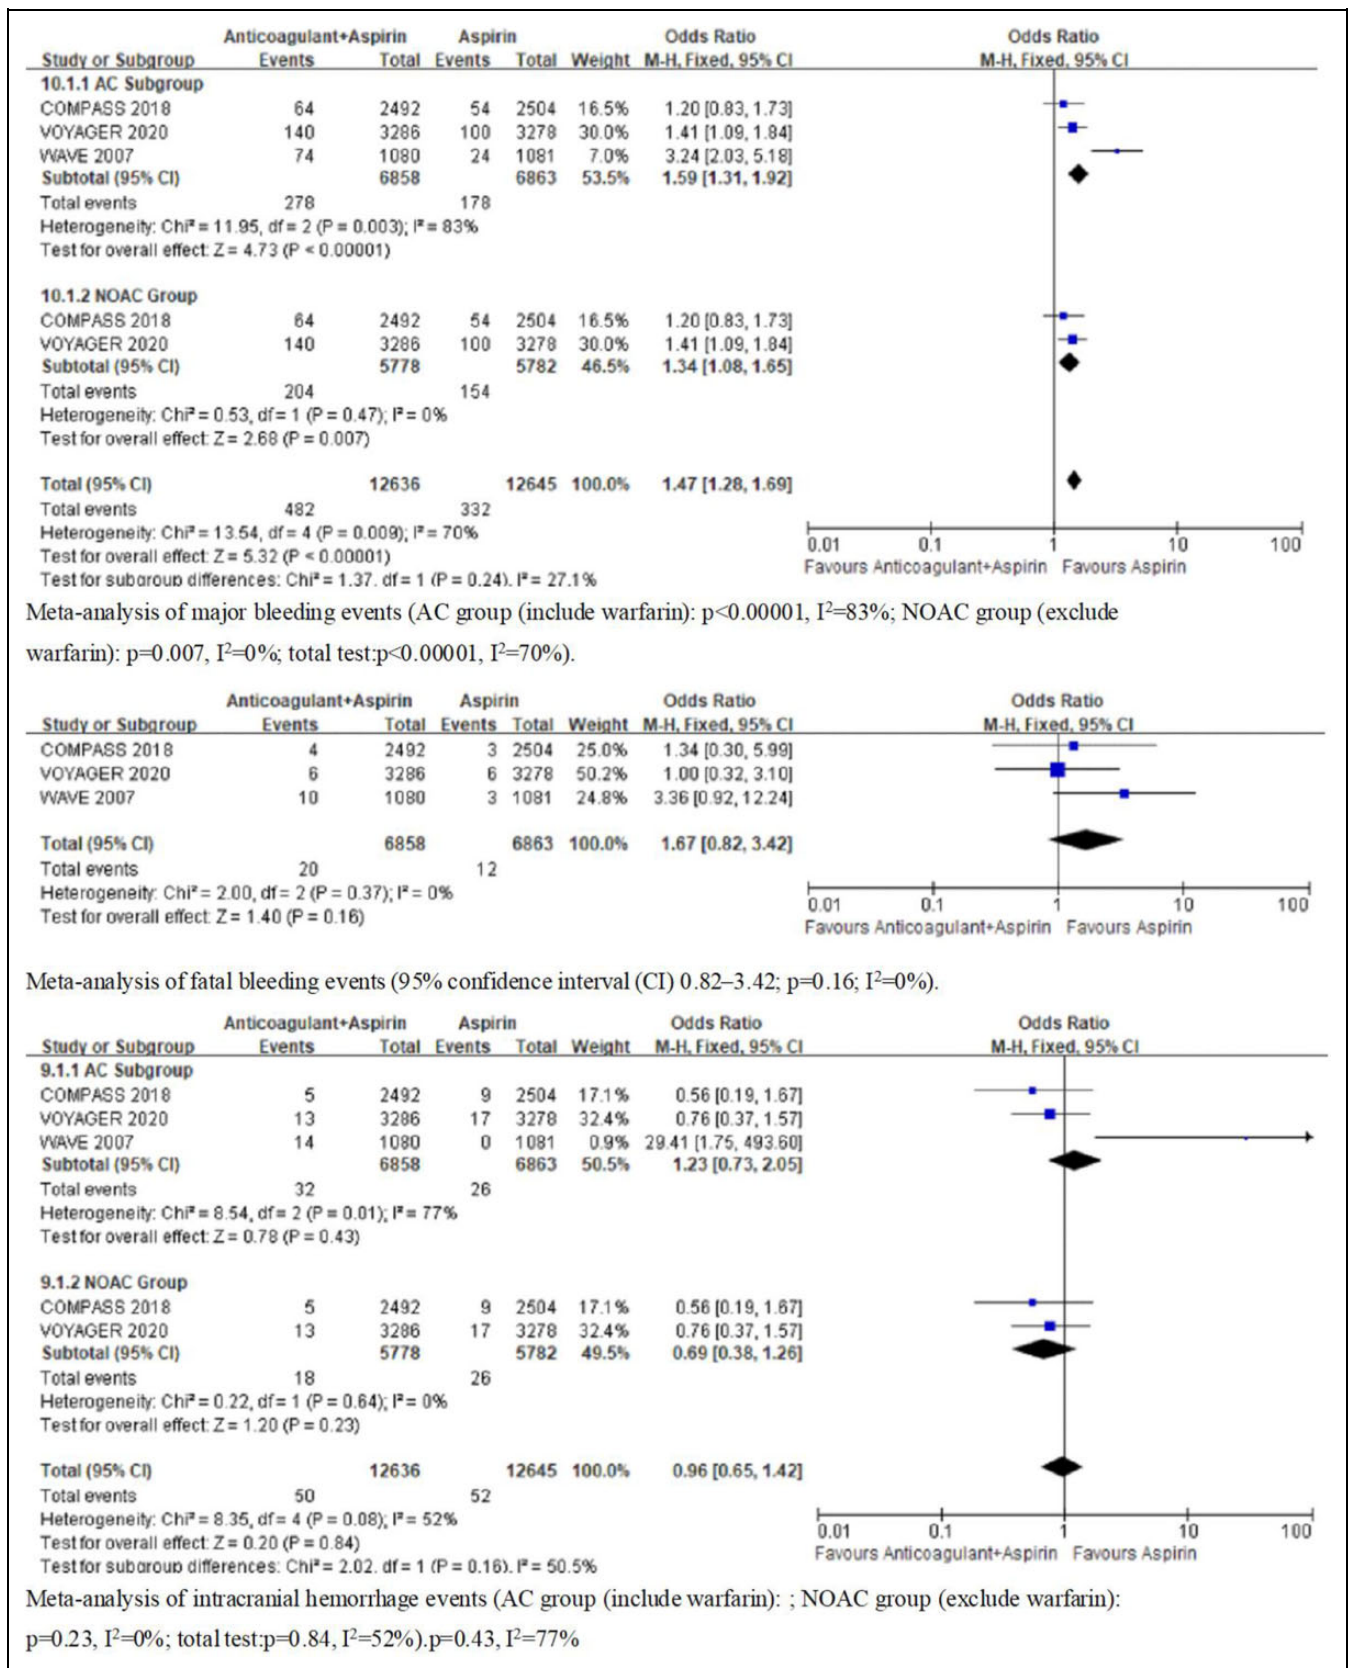 Anticoagulant+Aspirin Aspirin Odds Ratio Odds Ratio
Study or Subgroup Events Total Events Total Weight M-H, Fixed, 95% CI M-H, Fixed, 95% CI
10.1.1 AC Subgroup
COMPASS 2018 64 2492 54 2504 16.5% 1.20 [0.83, 1.73]
VOYAGER 2020 140 3286 100 3278 30.0% 1.41 [1.09, 1.84]
WAVE 2007 74 1080 24 1081 7.0% 3.24 [2.03, 5.18]
Subtotal (95% CI) 6858 6863 53.5% 1.59 [1.31, 1.92]
Total events 278 178
Heterogeneity: Chi² = 11.95, df = 2 (P = 0.003); I² = 83%
Test for overall effect: Z = 4.73 (P < 0.00001)
10.1.2 NOAC Group
COMPASS 2018 64 2492 54 2504 16.5% 1.20 [0.83, 1.73]
VOYAGER 2020 140 3286 100 3278 30.0% 1.41 [1.09, 1.84]
Subtotal (95% CI) 5778 5782 46.5% 1.34 [1.08, 1.65]
Total events 204 154
Heterogeneity: Chi² = 0.53, df = 1 (P = 0.47); I² = 0%
Test for overall effect: Z = 2.68 (P = 0.007)
Total (95% CI) 12636 12645 100.0% 1.47 [1.28, 1.69]
Total events 482 332
Heterogeneity: Chi² = 13.54, df = 4 (P = 0.009); I² = 70%
Test for overall effect: Z = 5.32 (P < 0.00001)
Test for subgroup differences: Chi² = 1.37. df = 1 (P = 0.24). I² = 27.1%
0.01 0.1 1 10 100
Favours Anticoagulant+Aspirin Favours Aspirin
Meta-analysis of major bleeding events (AC group (include warfarin): p<0.00001, I²=83%; NOAC group (exclude
warfarin): p=0.007, I²=0%; total test:p<0.00001, I²=70%).
Anticoagulant+Aspirin Aspirin Odds Ratio Odds Ratio
Study or Subgroup Events Total Events Total Weight M-H, Fixed, 95% CI M-H, Fixed, 95% CI
COMPASS 2018 4 2492 3 2504 25.0% 1.34 [0.30, 5.99]
VOYAGER 2020 6 3286 6 3278 50.2% 1.00 [0.32, 3.10]
WAVE 2007 10 1080 3 1081 24.8% 3.36 [0.92, 12.24]
Total (95% CI) 6858 6863 100.0% 1.67 [0.82, 3.42]
Total events 20 12
Heterogeneity: Chi² = 2.00, df = 2 (P = 0.37); I² = 0%
Test for overall effect: Z = 1.40 (P = 0.16)
0.01 0.1 1 10 100
Favours Anticoagulant+Aspirin Favours Aspirin
Meta-analysis of fatal bleeding events (95% confidence interval (CI) 0.82–3.42; p=0.16; I²=0%).
Anticoagulant+Aspirin Aspirin Odds Ratio Odds Ratio
Study or Subgroup Events Total Events Total Weight M-H, Fixed, 95% CI M-H, Fixed, 95% CI
9.1.1 AC Subgroup
COMPASS 2018 5 2492 9 2504 17.1% 0.56 [0.19, 1.67]
VOYAGER 2020 13 3286 17 3278 32.4% 0.76 [0.37, 1.57]
WAVE 2007 14 1080 0 1081 0.9% 29.41 [1.75, 493.60]
Subtotal (95% CI) 6858 6863 50.5% 1.23 [0.73, 2.05]
Total events 32 26
Heterogeneity: Chi² = 8.54, df = 2 (P = 0.01); I² = 77%
Test for overall effect: Z = 0.78 (P = 0.43)
9.1.2 NOAC Group
COMPASS 2018 5 2492 9 2504 17.1% 0.56 [0.19, 1.67]
VOYAGER 2020 13 3286 17 3278 32.4% 0.76 [0.37, 1.57]
Subtotal (95% CI) 5778 5782 49.5% 0.69 [0.38, 1.26]
Total events 18 26
Heterogeneity: Chi² = 0.22, df = 1 (P = 0.64); I² = 0%
Test for overall effect: Z = 1.20 (P = 0.23)
Total (95% CI) 12636 12645 100.0% 0.96 [0.65, 1.42]
Total events 50 52
Heterogeneity: Chi² = 8.35, df = 4 (P = 0.08); I² = 52%
Test for overall effect: Z = 0.20 (P = 0.84)
Test for subgroup differences: Chi² = 2.02. df = 1 (P = 0.16). I² = 50.5%
0.01 0.1 1 10 100
Favours Anticoagulant+Aspirin Favours Aspirin
Meta-analysis of intracranial hemorrhage events (AC group (include warfarin): ; NOAC group (exclude warfarin):
p=0.23, I²=0%; total test:p=0.84, I²=52%).p=0.43, I²=77%